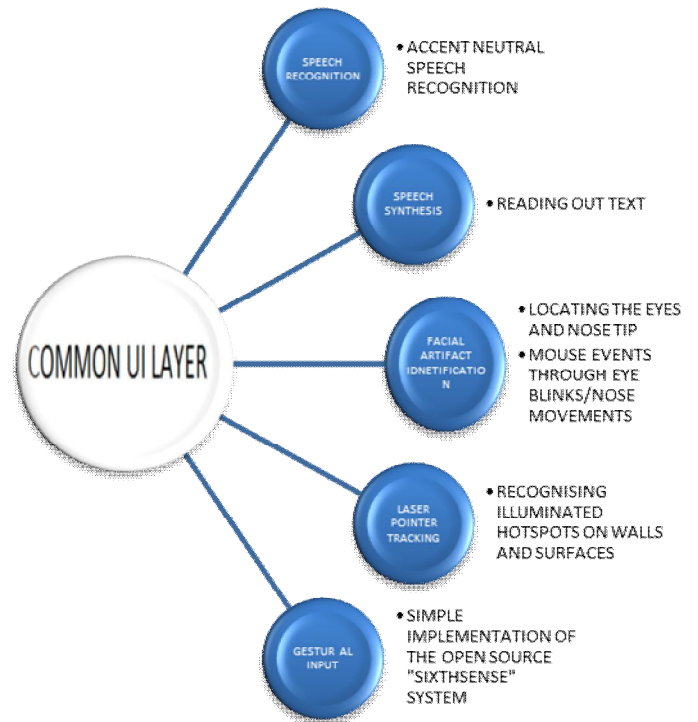 SPEECH
RECOGNITION
• ACCENT NEUTRAL
SPEECH
RECOGNITION
SPEECH
SYNTHESIS
• READING OUT TEXT
COMMON UI LAYER
FACIAL
ARTIFACT
IDNETIFICATIO
N
• LOCATING THE EYES
AND NOSE TIP
• MOUSE EVENTS
THROUGH EYE
BLINKS/NOSE
MOVEMENTS
LASER
POINTER
TRACKING
• RECOGNISING
ILLUMINATED
HOTSPOTS ON WALLS
AND SURFACES
GESTUR AL
INPUT
• SIMPLE
IMPLEMENTATION OF
THE OPEN SOURCE
"SIXTHSENSE"
SYSTEM